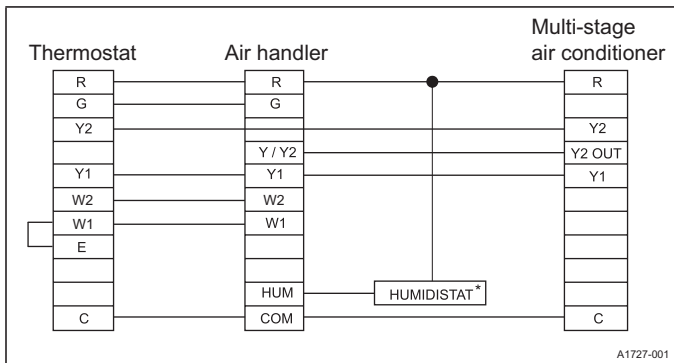 Thermostat
Air handler
Multi-stage
air conditioner
R
R
R
G
G
Y2
Y2
Y / Y2
Y2 OUT
Y1
Y1
Y1
W2
W2
W1
W1
E
HUM
HUMIDISTAT*
C
COM
C
A1727-001